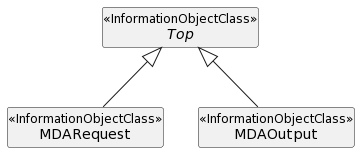 «InformationObjectClass»
Top
«InformationObjectClass»
MDARequest
«InformationObjectClass»
MDAOutput